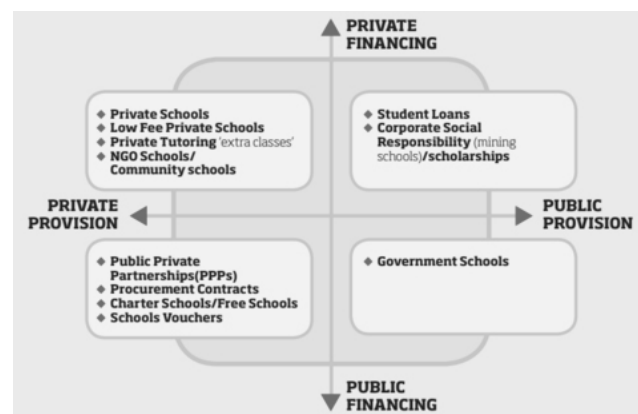 PRIVATE
FINANCING
◆ Private Schools
◆ Low Fee Private Schools
◆ Private Tutoring 'extra classes'
◆ NGO Schools/
Community schools
◆ Student Loans
◆ Corporate Social
Responsibility (mining
schools)/scholarships
PRIVATE
PROVISION
PUBLIC
PROVISION
◆ Public Private
Partnerships(PPPs)
◆ Procurement Contracts
◆ Charter Schools/Free Schools
◆ Schools Vouchers
◆ Government Schools
PUBLIC
FINANCING